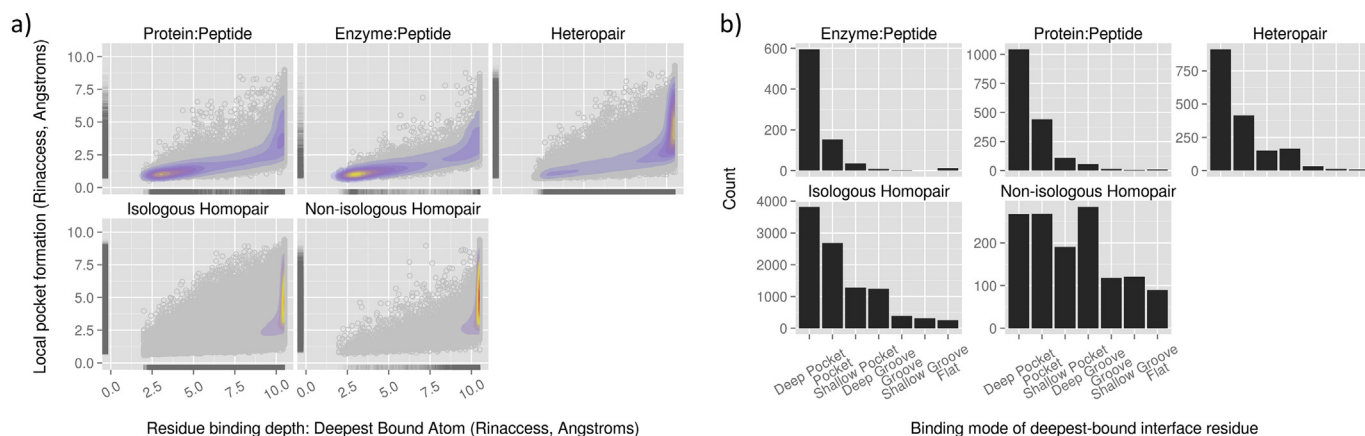 a)
Protein:Peptide Enzyme:Peptide Heteropair
10.0
7.5
5.0
2.5
0.0
Isologous Homopair Non-isologous Homopair
10.0
7.5
5.0
2.5
0.0
0.0 2.5 5.0 7.5 10.0 0.0 2.5 5.0 7.5 10.0
Local pocket formation (Rinaccess, Angstroms)
Residue binding depth: Deepest Bound Atom (Rinaccess, Angstroms)
b)
Enzyme:Peptide Protein:Peptide Heteropair
600
400
200
0
1000
750
500
250
0
750
500
250
0
Count
Isologous Homopair Non-isologous Homopair
4000
3000
2000
1000
0
200
100
0
Deep Pocket
Pocket
Shallow Pocket
Deep Groove
Groove
Shallow Groove
Flat
Deep Pocket
Pocket
Shallow Pocket
Deep Groove
Groove
Shallow Groove
Flat
Binding mode of deepest-bound interface residue